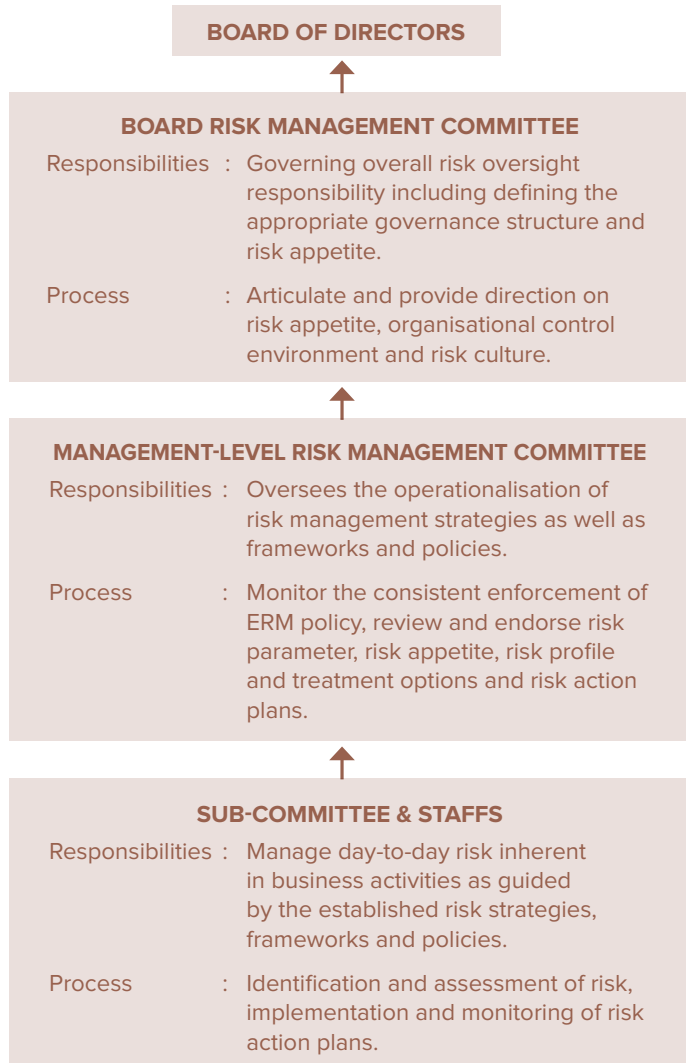 BOARD OF DIRECTORS
BOARD RISK MANAGEMENT COMMITTEE
Responsibilities : Governing overall risk oversight
responsibility including defining the
appropriate governance structure and
risk appetite.
Process : Articulate and provide direction on
risk appetite, organisational control
environment and risk culture.
MANAGEMENT-LEVEL RISK MANAGEMENT COMMITTEE
Responsibilities : Oversees the operationalisation of
risk management strategies as well as
frameworks and policies.
Process : Monitor the consistent enforcement of
ERM policy, review and endorse risk
parameter, risk appetite, risk profile
and treatment options and risk action
plans.
SUB-COMMITTEE & STAFFS
Responsibilities : Manage day-to-day risk inherent
in business activities as guided
by the established risk strategies,
frameworks and policies.
Process : Identification and assessment of risk,
implementation and monitoring of risk
action plans.